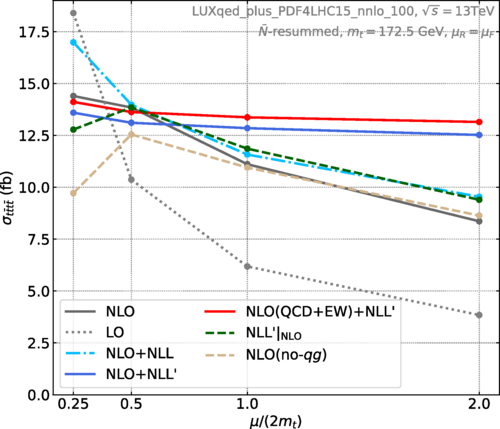 LUXqed_plus_PDF4LHC15_nnlo_100, √s = 13TeV
N̄-resummed, m_t = 172.5 GeV, μ_R = μ_F
17.5
15.0
12.5
10.0
7.5
5.0
2.5
0.0
σ_tt̄tt̄ (fb)
NLO
LO
NLO+NLL
NLO+NLL'
NLO(QCD+EW)+NLL'
NLL'|_NLO
NLO(no-qg)
0.25 0.5 1.0 2.0
μ/(2m_t)